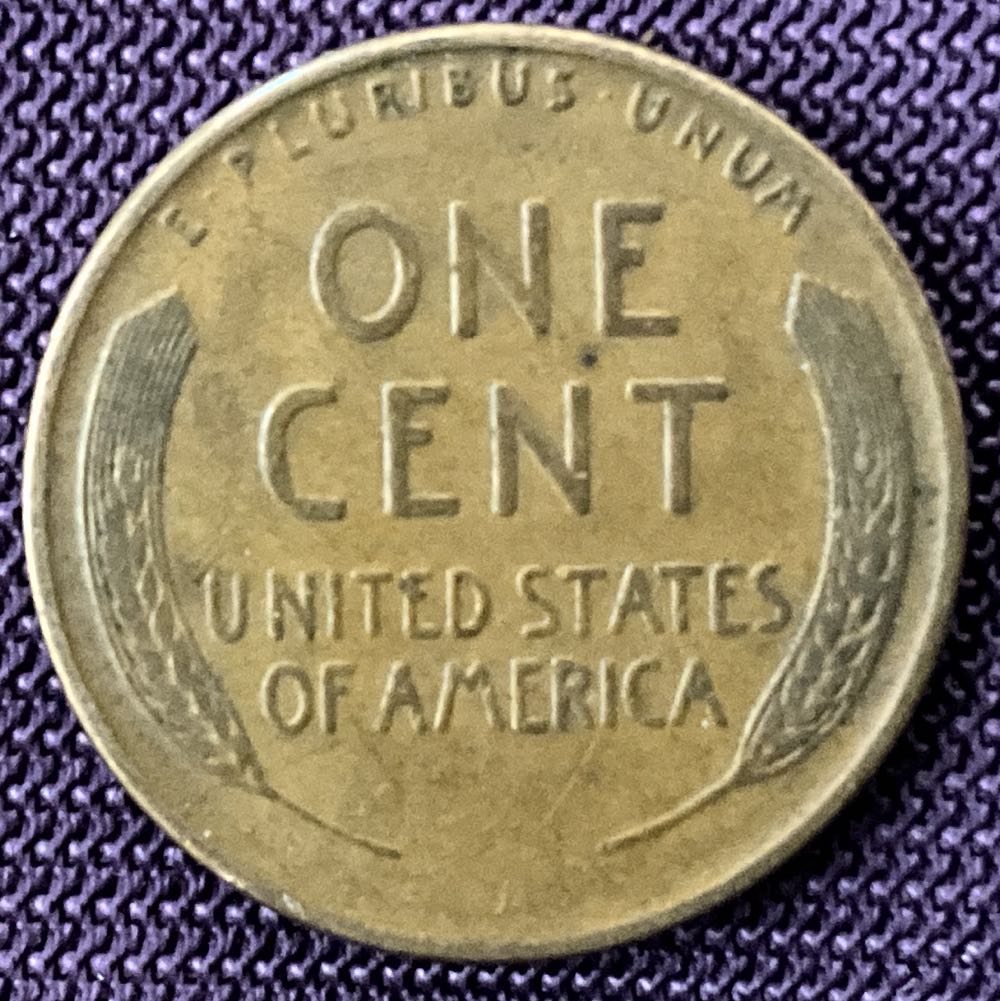 E · PLURIBUS · UNUM
ONE
CENT
UNITED STATES
OF AMERICA